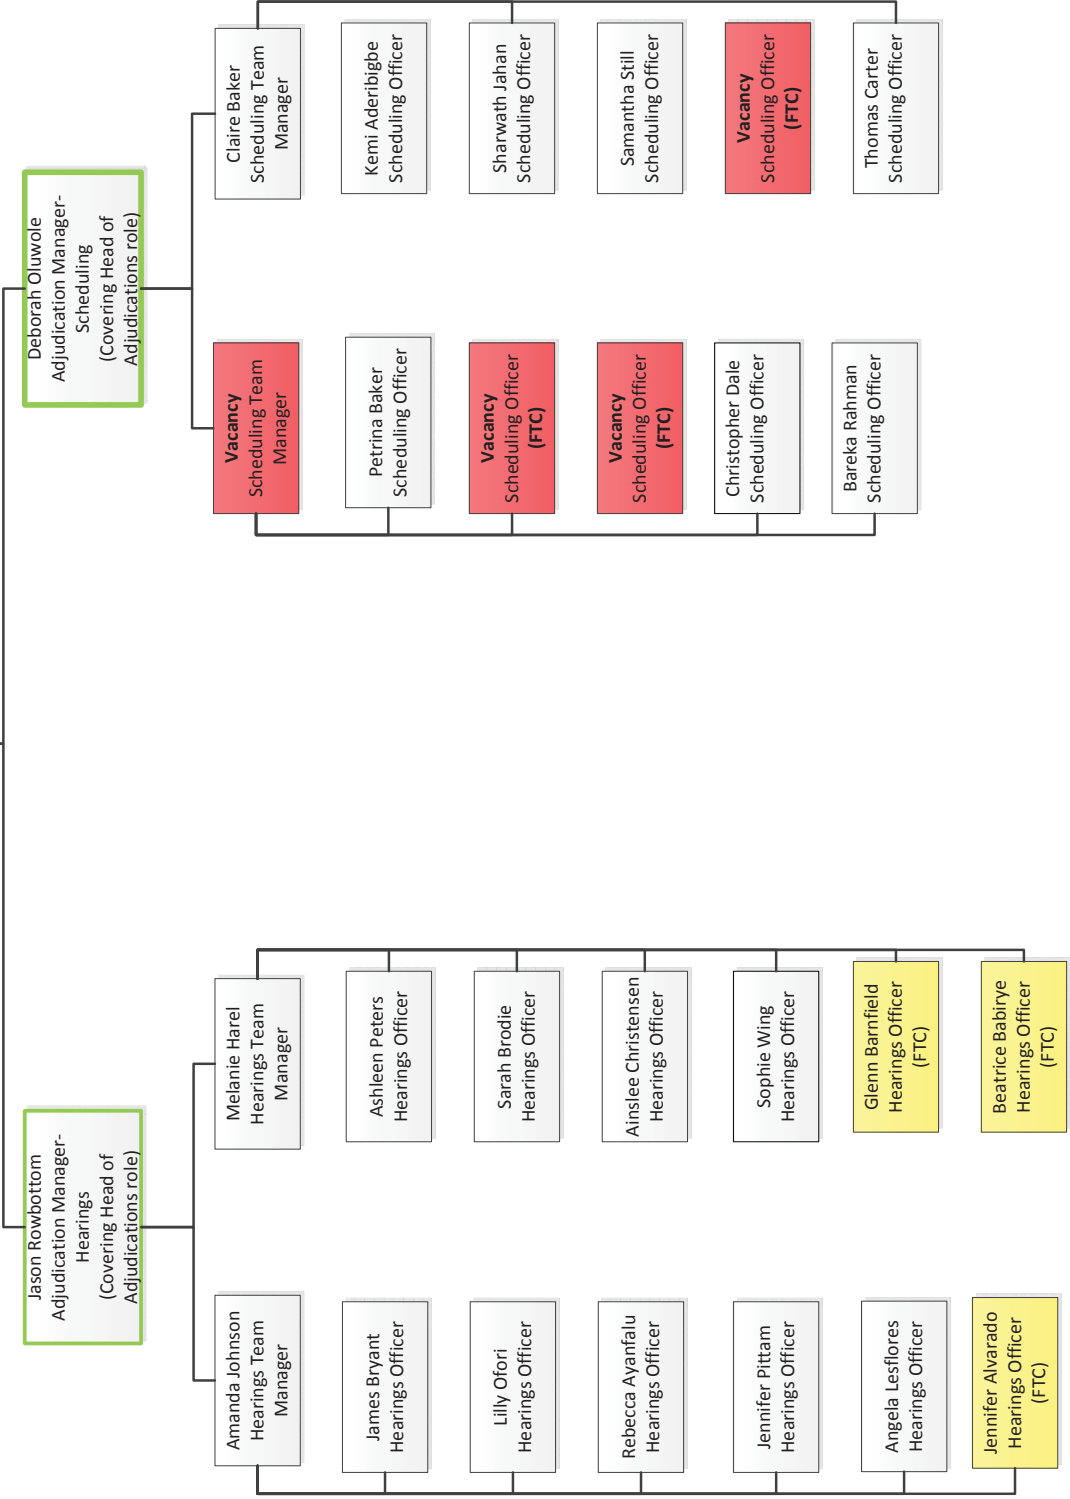 Jason Rowbottom
Adjudication Manager-
Hearings
(Covering Head of
Adjudications role)
Deborah Oluwole
Adjudication Manager-
Scheduling
(Covering Head of
Adjudications role)
Amanda Johnson
Hearings Team
Manager
James Bryant
Hearings Officer
Lilly Ofori
Hearings Officer
Rebecca Ayanfalu
Hearings Officer
Jennifer Pittam
Hearings Officer
Angela Lesflores
Hearings Officer
Jennifer Alvarado
Hearings Officer
(FTC)
Melanie Harel
Hearings Team
Manager
Ashleen Peters
Hearings Officer
Sarah Brodie
Hearings Officer
Ainslee Christensen
Hearings Officer
Sophie Wing
Hearings Officer
Glenn Barnfield
Hearings Officer
(FTC)
Beatrice Babirye
Hearings Officer
(FTC)
Vacancy
Scheduling Team
Manager
Petrina Baker
Scheduling Officer
Vacancy
Scheduling Officer
(FTC)
Vacancy
Scheduling Officer
(FTC)
Christopher Dale
Scheduling Officer
Bareka Rahman
Scheduling Officer
Claire Baker
Scheduling Team
Manager
Kemi Aderibigbe
Scheduling Officer
Sharwath Jahan
Scheduling Officer
Samantha Still
Scheduling Officer
Vacancy
Scheduling Officer
(FTC)
Thomas Carter
Scheduling Officer